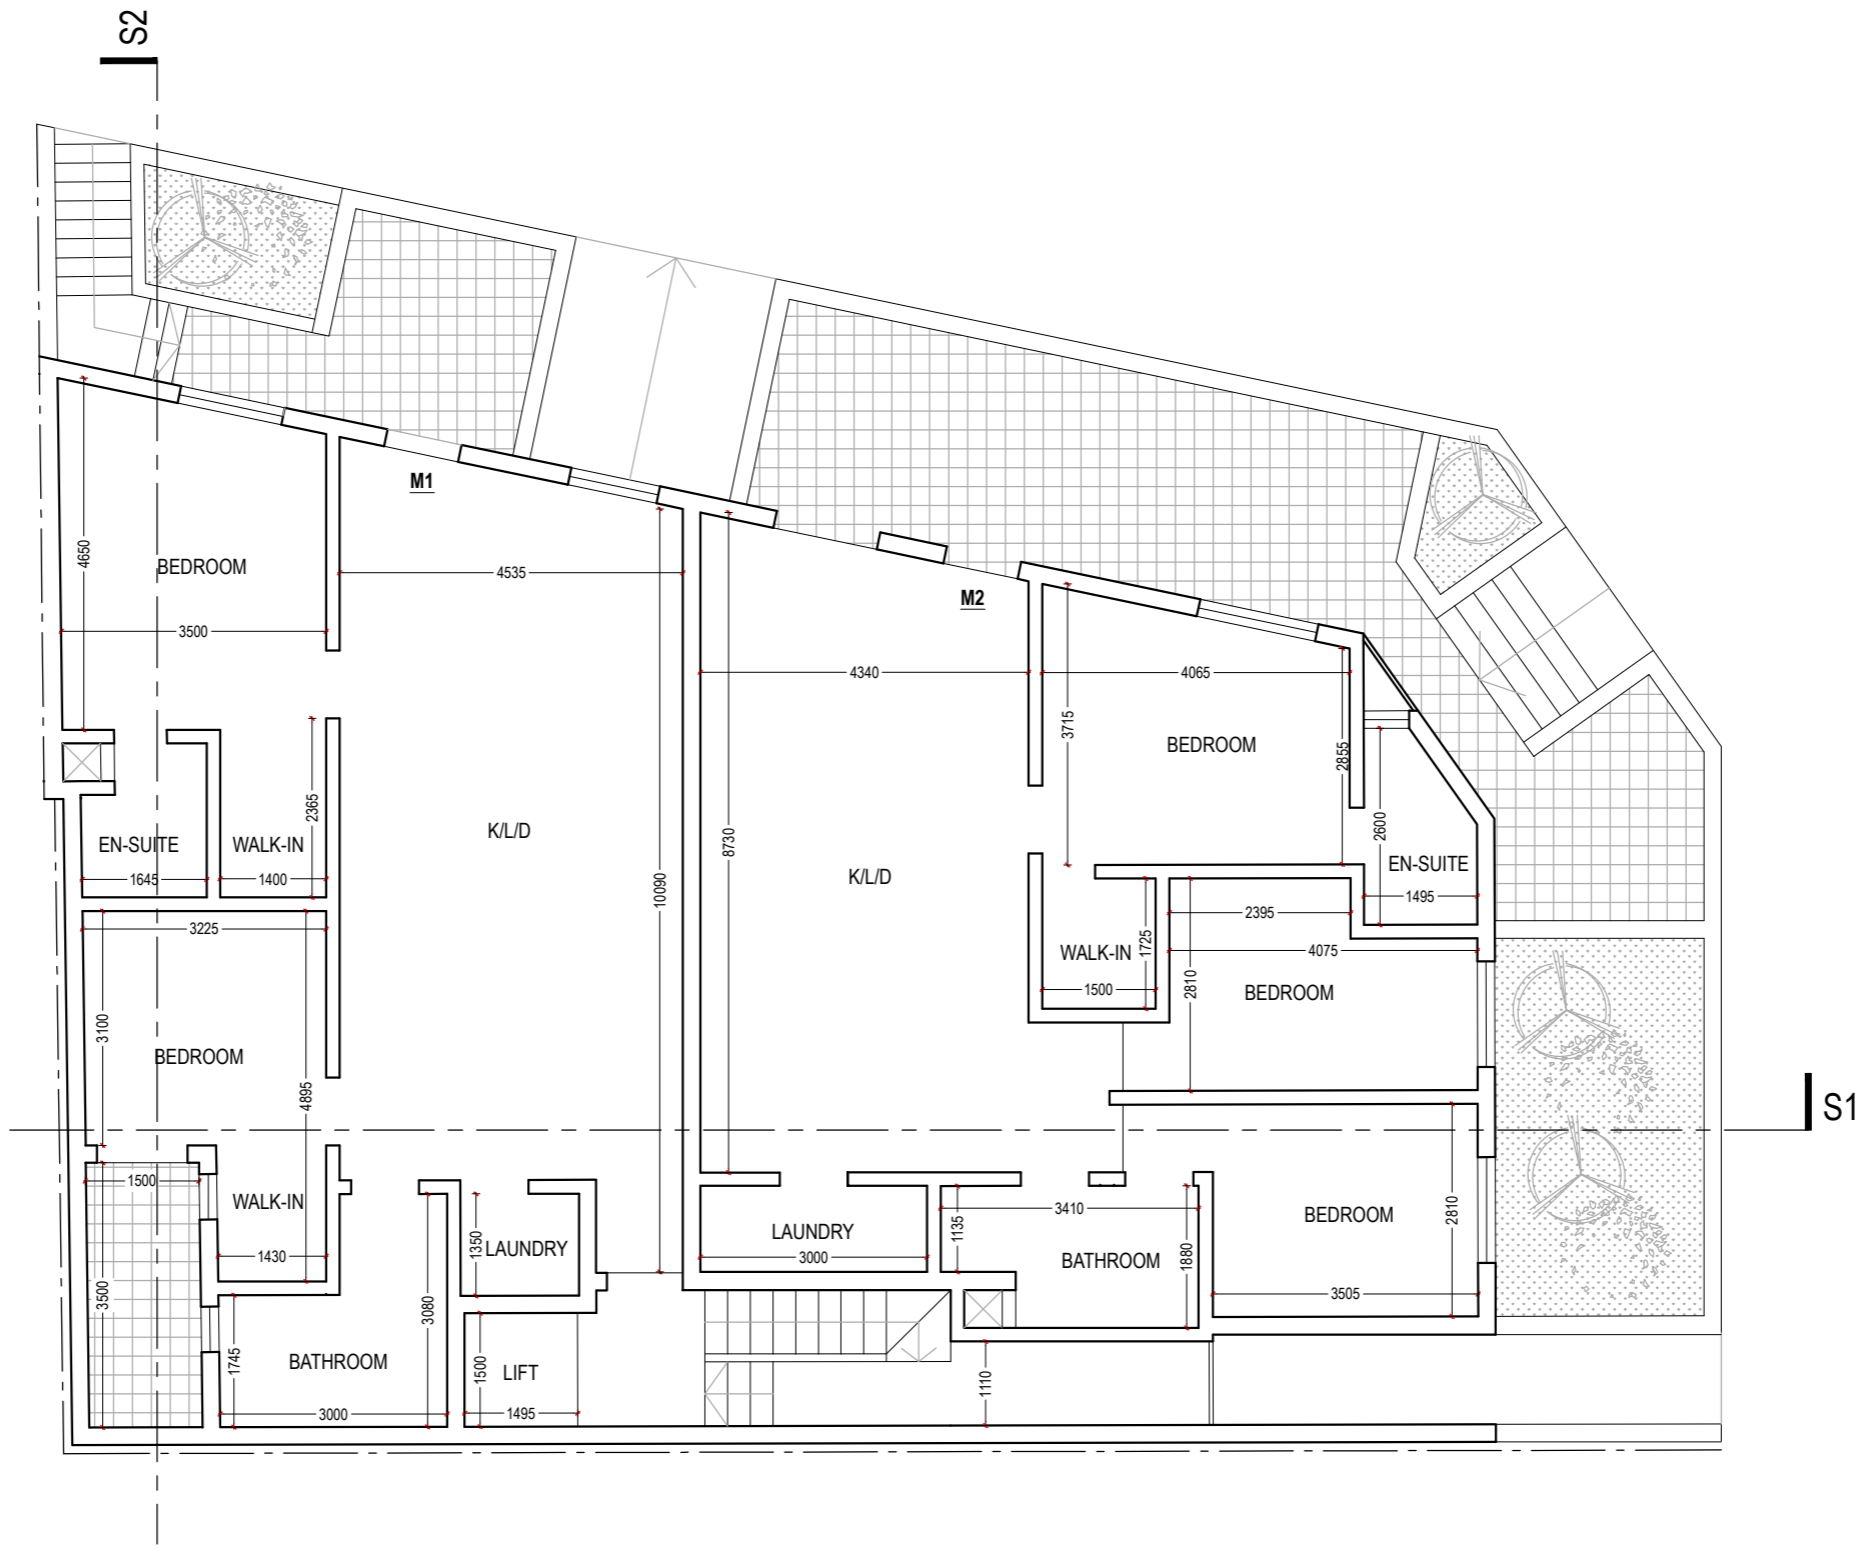 S2
M1
4650
BEDROOM
4535
3500
M2
4340
4065
3715
BEDROOM
2855
2365
2600
K/L/D
EN-SUITE
WALK-IN
8730
10090
K/L/D
EN-SUITE
1645
1400
1495
2395
3225
1725
WALK-IN
4075
2810
BEDROOM
1500
3100
BEDROOM
4895
S1
1500
WALK-IN
3410
BEDROOM
2810
1350
LAUNDRY
LAUNDRY
1135
1880
BATHROOM
1430
3000
3500
3080
3505
1745
BATHROOM
1500
LIFT
1110
3000
1495